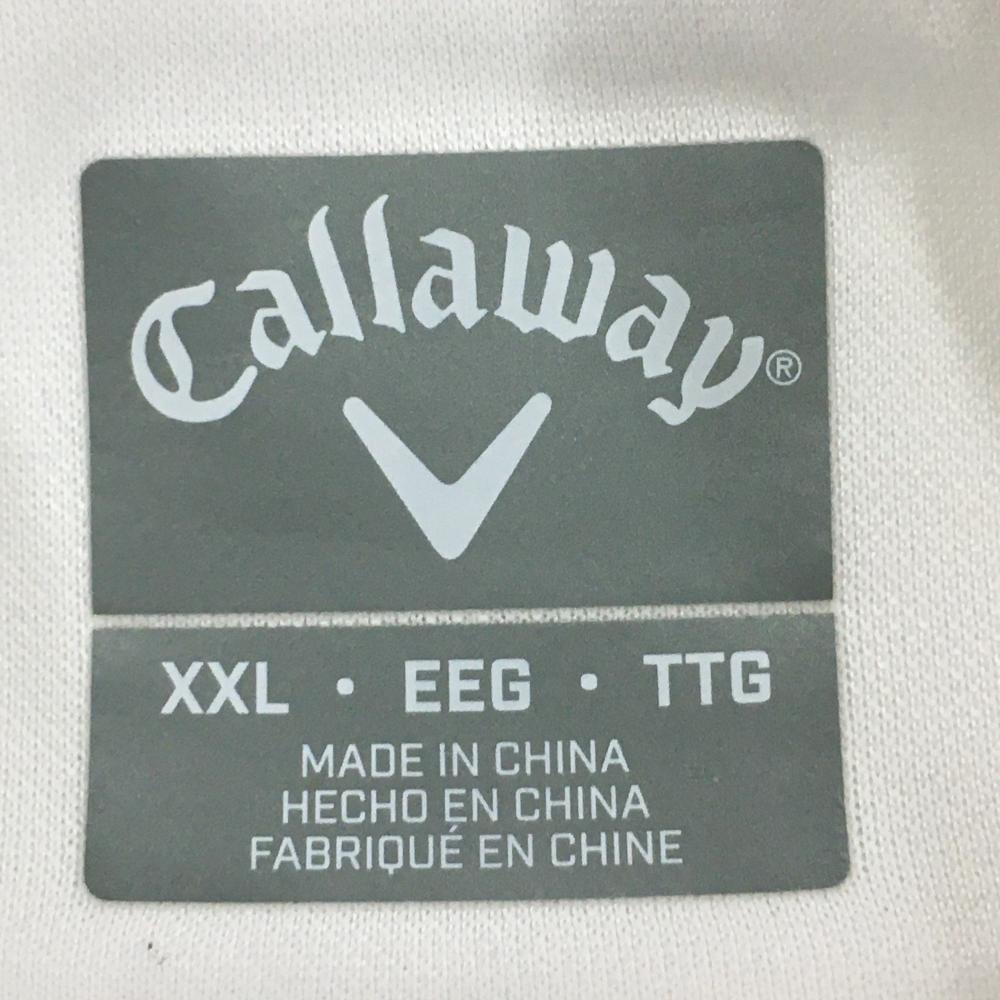 Callaway®
XXL • EEG • TTG
MADE IN CHINA
HECHO EN CHINA
FABRIQUÉ EN CHINE